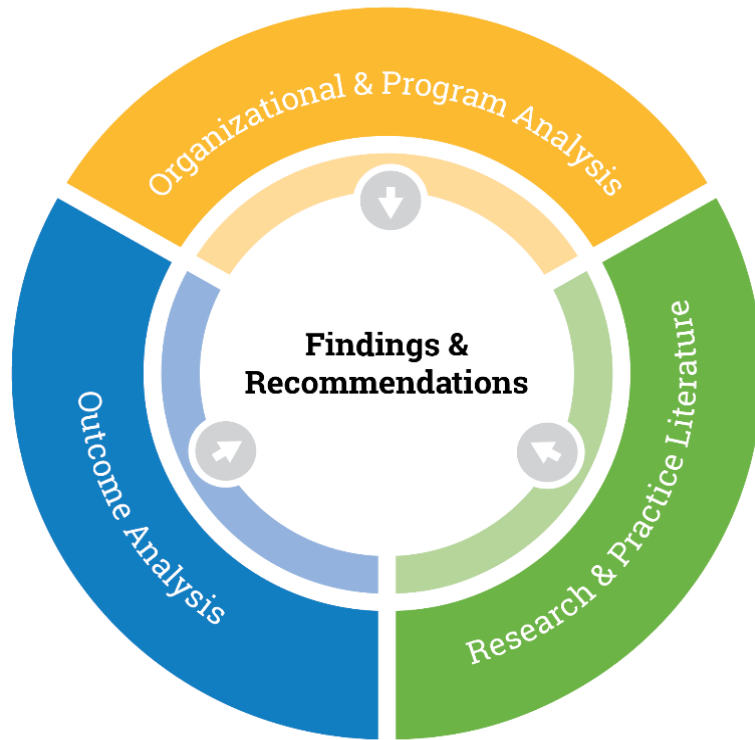 Organizational & Program Analysis
Findings &
Recommendations
Outcome Analysis
Research & Practice Literature